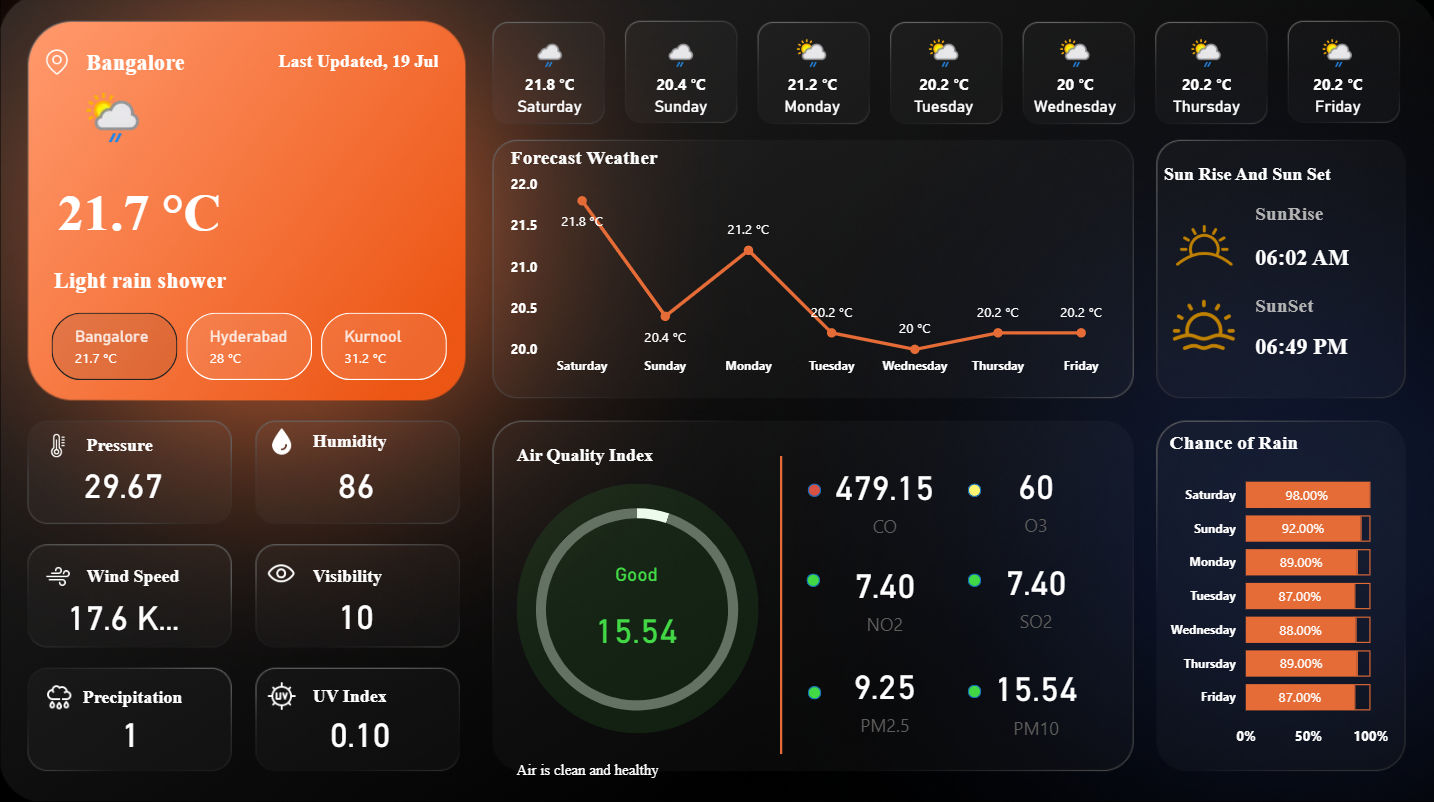 Bangalore
Last Updated, 19 Jul
21.7 °C
Light rain shower
Bangalore
21.7 °C
Hyderabad
28 °C
Kurnool
31.2 °C
21.8 °C
Saturday
20.4 °C
Sunday
21.2 °C
Monday
20.2 °C
Tuesday
20 °C
Wednesday
20.2 °C
Thursday
20.2 °C
Friday
Forecast Weather
22.0
21.5
21.0
20.5
20.0
21.8 °C
20.4 °C
21.2 °C
20.2 °C
20 °C
20.2 °C
20.2 °C
Saturday
Sunday
Monday
Tuesday
Wednesday
Thursday
Friday
Sun Rise And Sun Set
SunRise
06:02 AM
SunSet
06:49 PM
Pressure
29.67
Humidity
86
Wind Speed
17.6 K...
Visibility
10
Precipitation
1
UV
UV Index
0.10
Air Quality Index
Good
15.54
Air is clean and healthy
479.15
CO
60
O3
7.40
NO2
7.40
SO2
9.25
PM2.5
15.54
PM10
Chance of Rain
Saturday 98.00%
Sunday 92.00%
Monday 89.00%
Tuesday 87.00%
Wednesday 88.00%
Thursday 89.00%
Friday 87.00%
0% 50% 100%